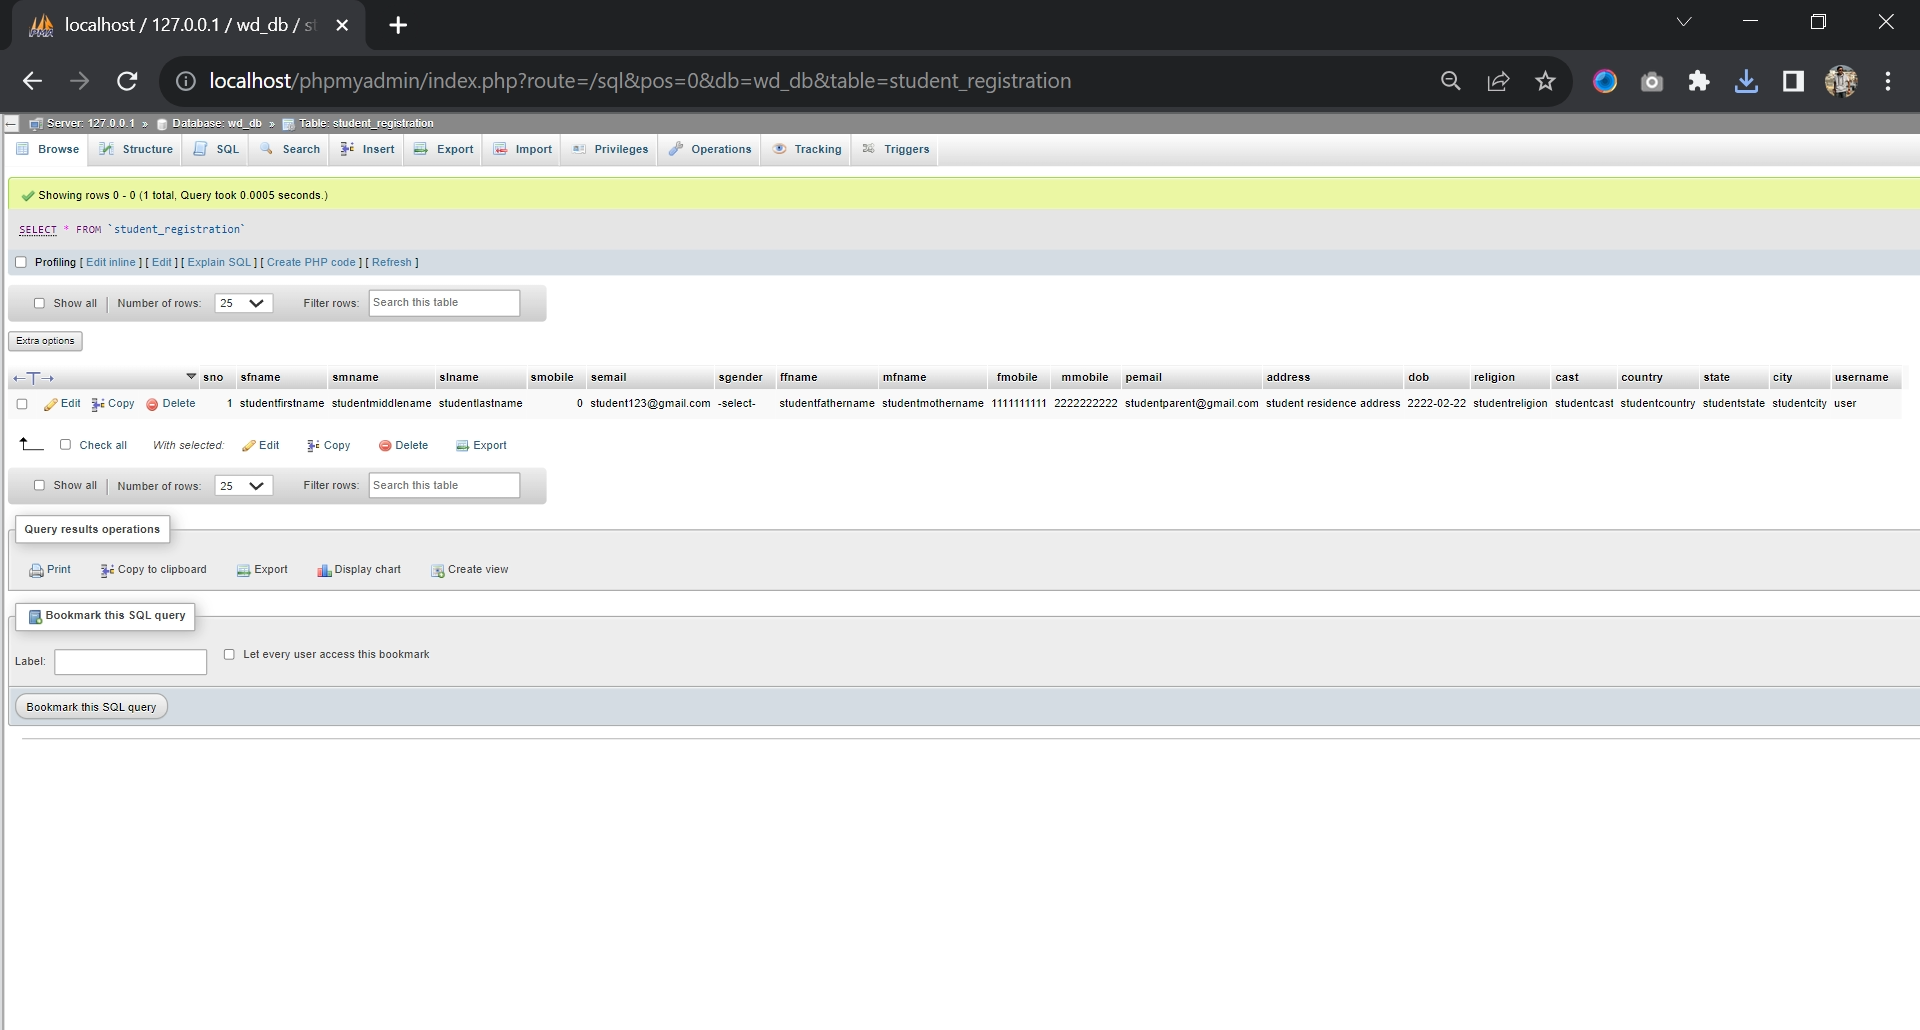 localhost / 127.0.0.1 / wd_db / st
localhost/phpmyadmin/index.php?route=/sql&pos=0&db=wd_db&table=student_registration
Server: 127.0.0.1 » Database: wd_db » Table: student_registration
Browse Structure SQL Search Insert Export Import Privileges Operations Tracking Triggers
Showing rows 0 - 0 (1 total, Query took 0.0005 seconds.)
SELECT * FROM `student_registration`
Profiling [ Edit inline ] [ Edit ] [ Explain SQL ] [ Create PHP code ] [ Refresh ]
Show all Number of rows: 25 Filter rows: Search this table
Extra options
sno sfname smname slname smobile semail sgender ffname mfname fmobile mmobile pemail address dob religion cast country state city username
Edit Copy Delete 1 studentfirstname studentmiddlename studentlastname 0 student123@gmail.com -select- studentfathername studentmothername 1111111111 2222222222 studentparent@gmail.com student residence address 2222-02-22 studentreligion studentcast studentcountry studentstate studentcity user
Check all With selected: Edit Copy Delete Export
Show all Number of rows: 25 Filter rows: Search this table
Query results operations
Print Copy to clipboard Export Display chart Create view
Bookmark this SQL query
Label: Let every user access this bookmark
Bookmark this SQL query